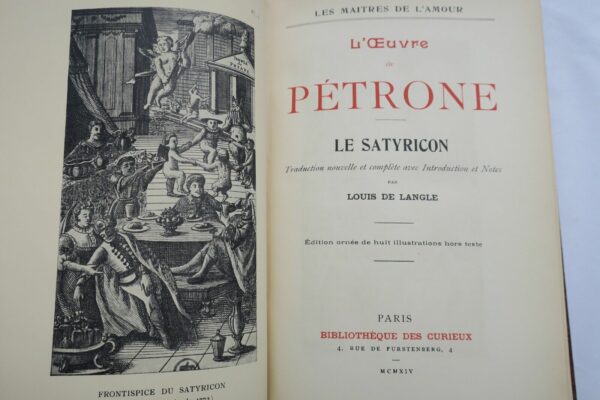 FRONTISPICE DU SATYRICON
LES MAITRES DE L'AMOUR
L'Œuvre
de
PÉTRONE
LE SATYRICON
Traduction nouvelle et complète avec Introduction et Notes
PAR
LOUIS DE LANGLE
Édition ornée de huit illustrations hors texte
PARIS
BIBLIOTHÈQUE DES CURIEUX
4, RUE DE FURSTENBERG, 4
MCMXIV